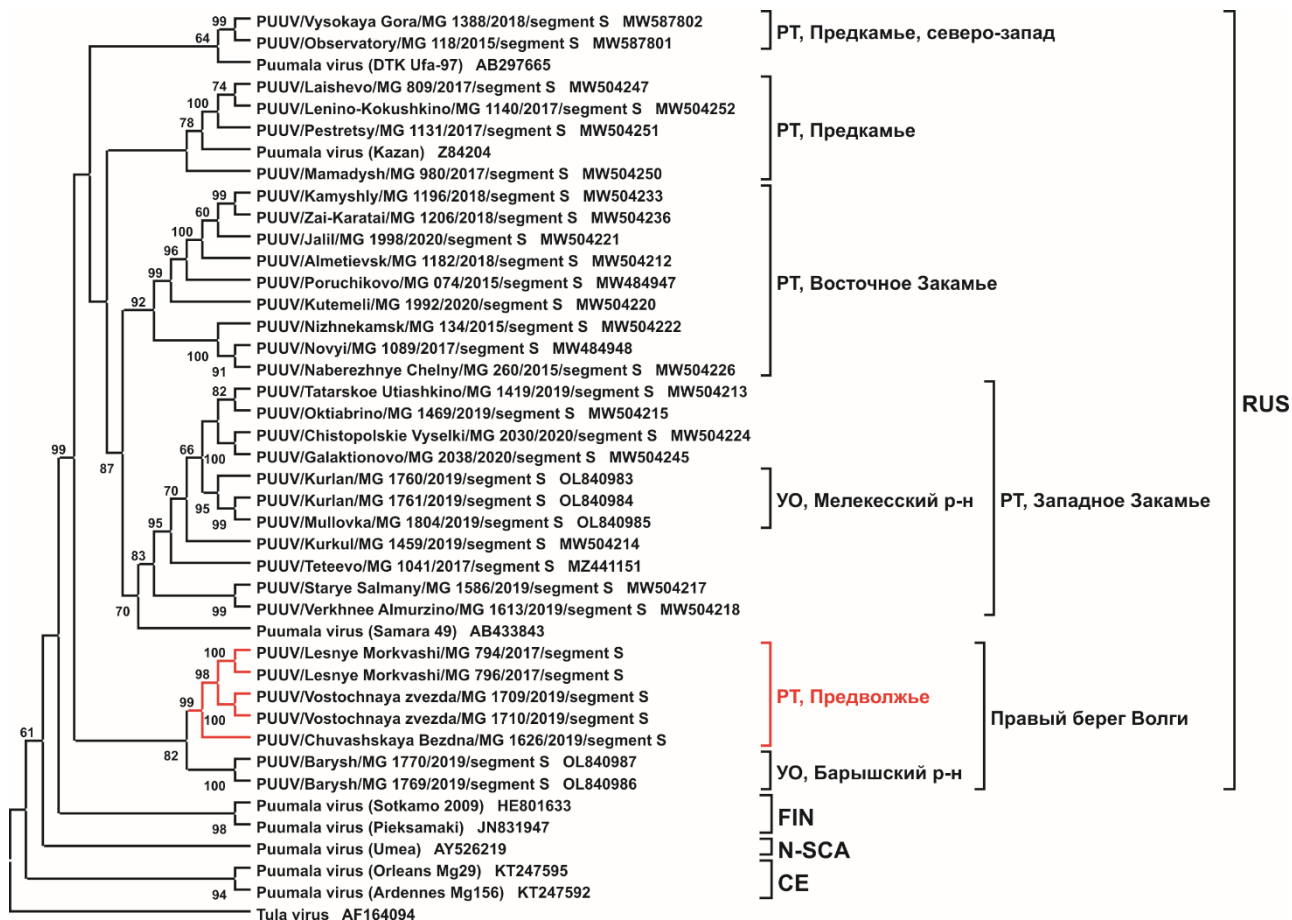 PUUV/Vysokaya Gora/MG 1388/2018/segment S MW587802
PUUV/Observatory/MG 118/2015/segment S MW587801
Puumala virus (DTK Ufa-97) AB297665
PUUV/Laishevo/MG 809/2017/segment S MW504247
PUUV/Lenino-Kokushkino/MG 1140/2017/segment S MW504252
PUUV/Pestretsy/MG 1131/2017/segment S MW504251
Puumala virus (Kazan) Z84204
PUUV/Mamadysh/MG 980/2017/segment S MW504250
PUUV/Kamyshly/MG 1196/2018/segment S MW504233
PUUV/Zai-Karatai/MG 1206/2018/segment S MW504236
PUUV/Jalil/MG 1998/2020/segment S MW504221
PUUV/Almetievsk/MG 1182/2018/segment S MW504212
PUUV/Poruchikovo/MG 074/2015/segment S MW484947
PUUV/Kutemeli/MG 1992/2020/segment S MW504220
PUUV/Nizhnekamsk/MG 134/2015/segment S MW504222
PUUV/Novyi/MG 1089/2017/segment S MW484948
PUUV/Naberezhnye Chelny/MG 260/2015/segment S MW504226
PUUV/Tatarskoe Utiashkino/MG 1419/2019/segment S MW504213
PUUV/Oktiabrino/MG 1469/2019/segment S MW504215
PUUV/Chistopolskie Vyselki/MG 2030/2020/segment S MW504224
PUUV/Galaktionovo/MG 2038/2020/segment S MW504245
PUUV/Kurlan/MG 1760/2019/segment S OL840983
PUUV/Kurlan/MG 1761/2019/segment S OL840984
PUUV/Mullovka/MG 1804/2019/segment S OL840985
PUUV/Kurkul/MG 1459/2019/segment S MW504214
PUUV/Teteevo/MG 1041/2017/segment S MZ441151
PUUV/Starye Salmany/MG 1586/2019/segment S MW504217
PUUV/Verkhnee Almurzino/MG 1613/2019/segment S MW504218
Puumala virus (Samara 49) AB433843
PUUV/Lesnye Morkvashi/MG 794/2017/segment S
PUUV/Lesnye Morkvashi/MG 796/2017/segment S
PUUV/Vostochnaya zvezda/MG 1709/2019/segment S
PUUV/Vostochnaya zvezda/MG 1710/2019/segment S
PUUV/Chuvashskaya Bezdna/MG 1626/2019/segment S
PUUV/Barysh/MG 1770/2019/segment S OL840987
PUUV/Barysh/MG 1769/2019/segment S OL840986
Puumala virus (Sotkamo 2009) HE801633
Puumala virus (Pieksamaki) JN831947
Puumala virus (Umea) AY526219
Puumala virus (Orleans Mg29) KT247595
Puumala virus (Ardennes Mg156) KT247592
Tula virus AF164094
99
64
74
100
78
99
60
100
96
99
92
100
91
82
66
100
95
99
70
95
83
99
70
87
99
100
98
99
100
82
100
61
98
94
РТ, Предкамье, северо-запад
РТ, Предкамье
РТ, Восточное Закамье
УО, Мелекесский р-н
РТ, Западное Закамье
РТ, Предволжье
УО, Барышский р-н
Правый берег Волги
RUS
FIN
N-SCA
CE